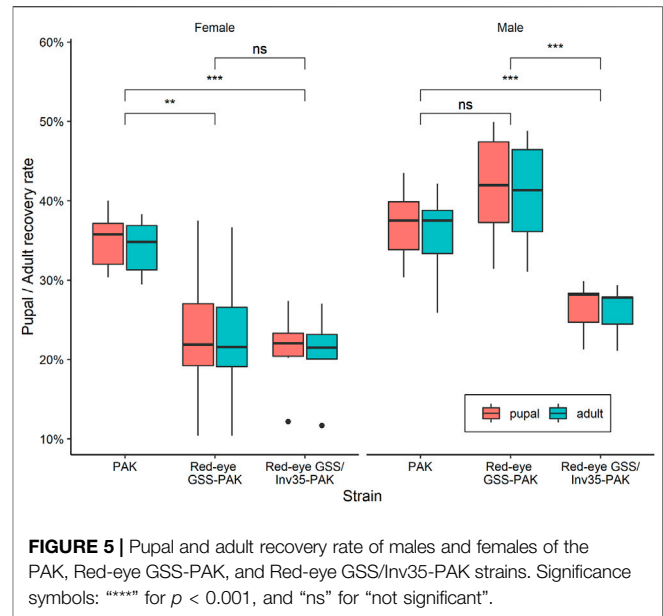 Female
Male
60%
50%
40%
30%
20%
10%
Pupal / Adult recovery rate
ns
***
**
***
***
ns
pupal
adult
PAK
Red-eye
GSS-PAK
Red-eye GSS/
Inv35-PAK
PAK
Red-eye
GSS-PAK
Red-eye GSS/
Inv35-PAK
Strain
FIGURE 5 | Pupal and adult recovery rate of males and females of the
PAK, Red-eye GSS-PAK, and Red-eye GSS/Inv35-PAK strains. Significance
symbols: “***” for p < 0.001, and “ns” for “not significant”.